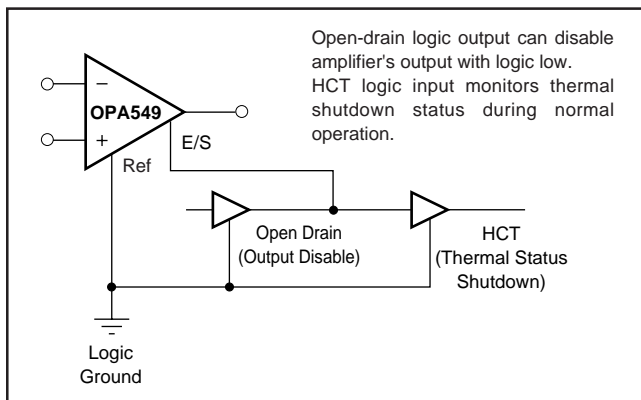 Open-drain logic output can disable
amplifier's output with logic low.
HCT logic input monitors thermal
shutdown status during normal
operation.
−
OPA549
+
E/S
Ref
Open Drain
(Output Disable)
HCT
(Thermal Status
Shutdown)
Logic
Ground